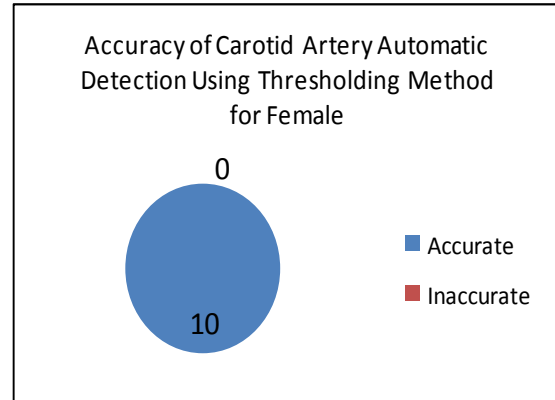 Accuracy of Carotid Artery Automatic
Detection Using Thresholding Method
for Female
0
10
Accurate
Inaccurate